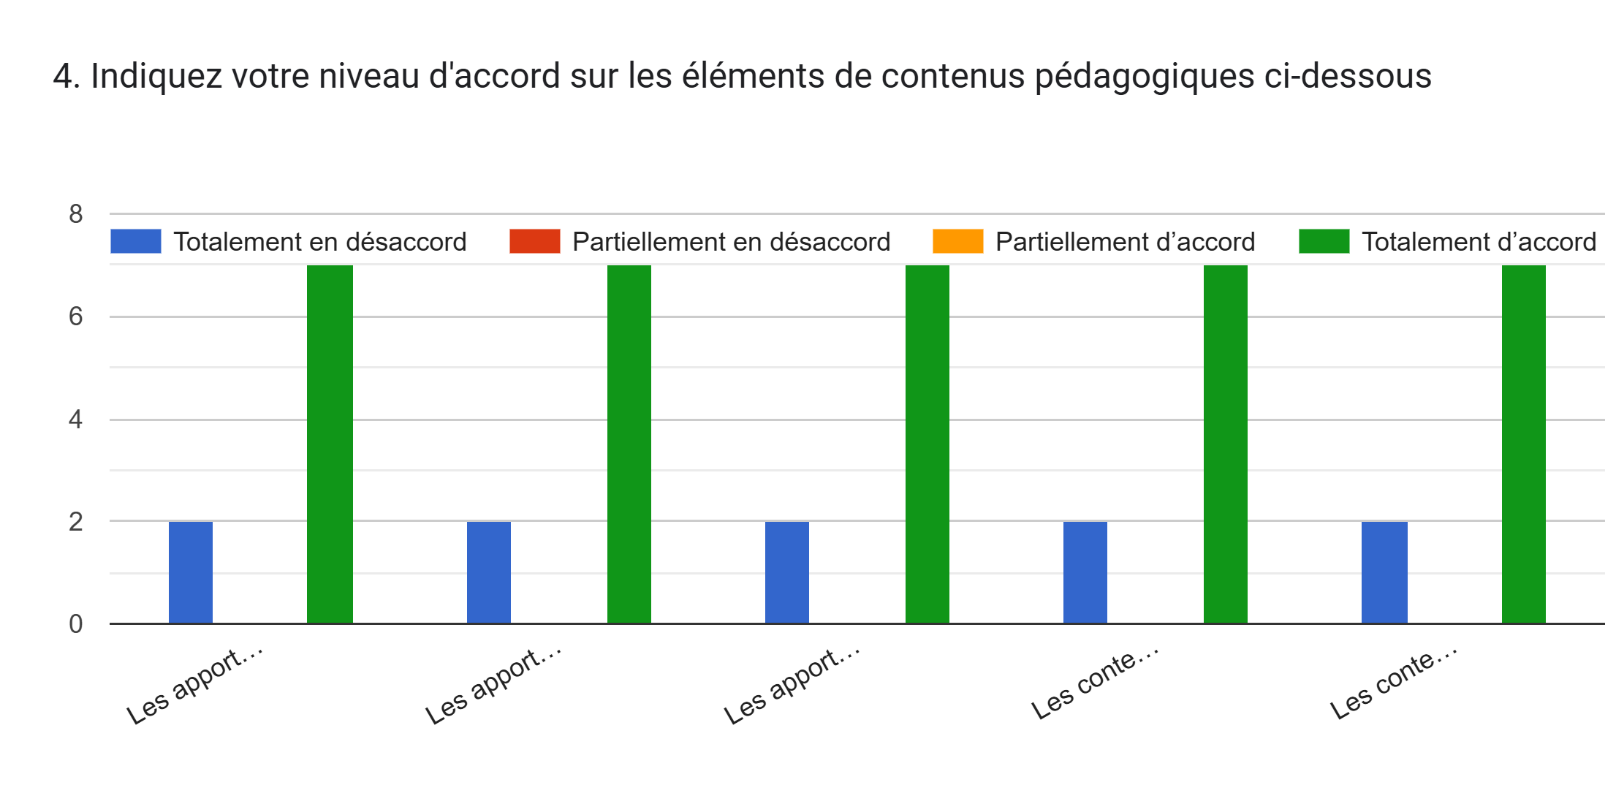 4. Indiquez votre niveau d'accord sur les éléments de contenus pédagogiques ci-dessous
8
Totalement en désaccord Partiellement en désaccord Partiellement d’accord Totalement d’accord
6
4
2
0
Les apport… Les apport… Les apport… Les conte… Les conte…